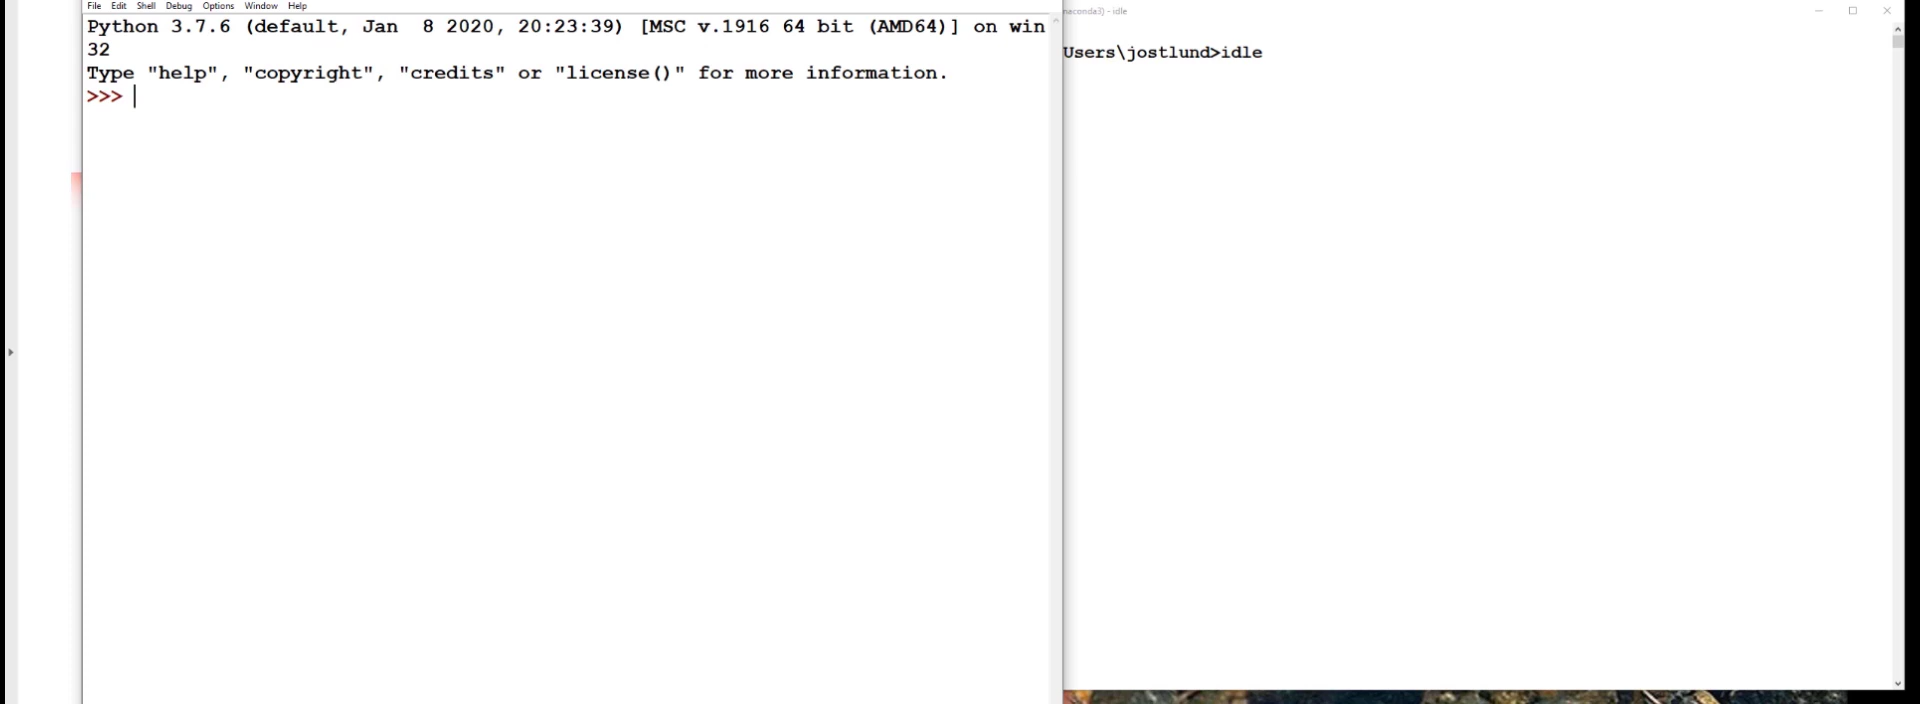 File Edit Shell Debug Options Window Help
Python 3.7.6 (default, Jan  8 2020, 20:23:39) [MSC v.1916 64 bit (AMD64)] on win
32
Type "help", "copyright", "credits" or "license()" for more information.
>>>
naconda3) - idle
Users\jostlund>idle